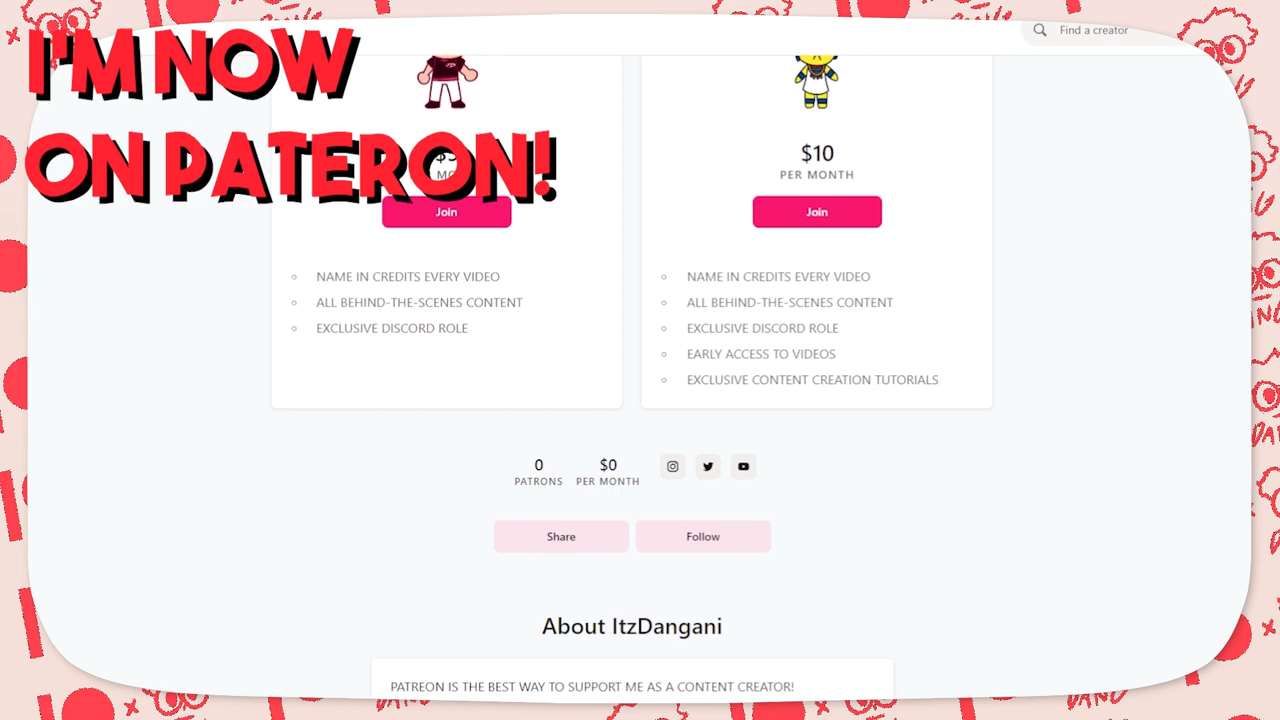 I'M NOW
ON PATERON!
Find a creator
$10
PER MONTH
Join
Join
NAME IN CREDITS EVERY VIDEO
ALL BEHIND-THE-SCENES CONTENT
EXCLUSIVE DISCORD ROLE
NAME IN CREDITS EVERY VIDEO
ALL BEHIND-THE-SCENES CONTENT
EXCLUSIVE DISCORD ROLE
EARLY ACCESS TO VIDEOS
EXCLUSIVE CONTENT CREATION TUTORIALS
0
PATRONS
$0
PER MONTH
Share
Follow
About ItzDangani
PATREON IS THE BEST WAY TO SUPPORT ME AS A CONTENT CREATOR!